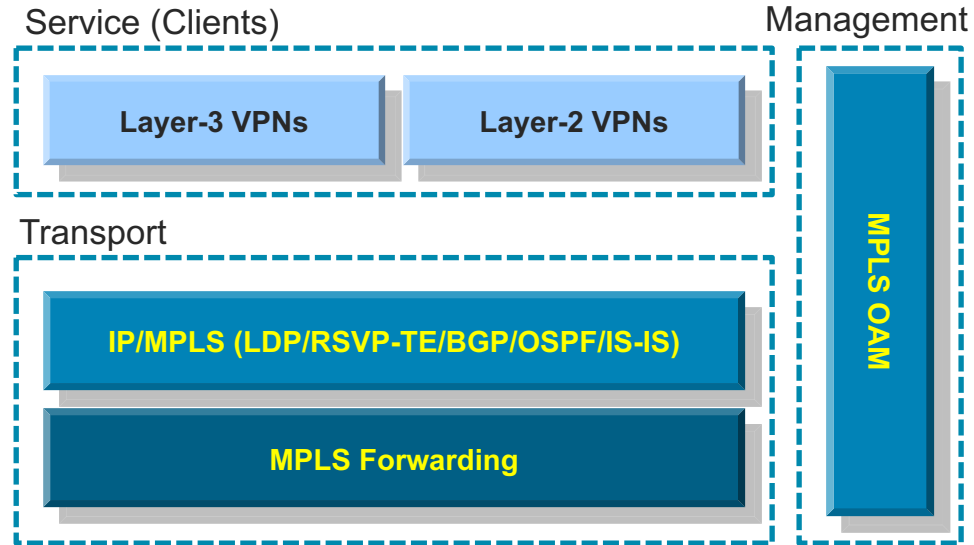 Service (Clients)
Management
Layer-3 VPNs
Layer-2 VPNs
Transport
IP/MPLS (LDP/RSVP-TE/BGP/OSPF/IS-IS)
MPLS Forwarding
MPLS OAM